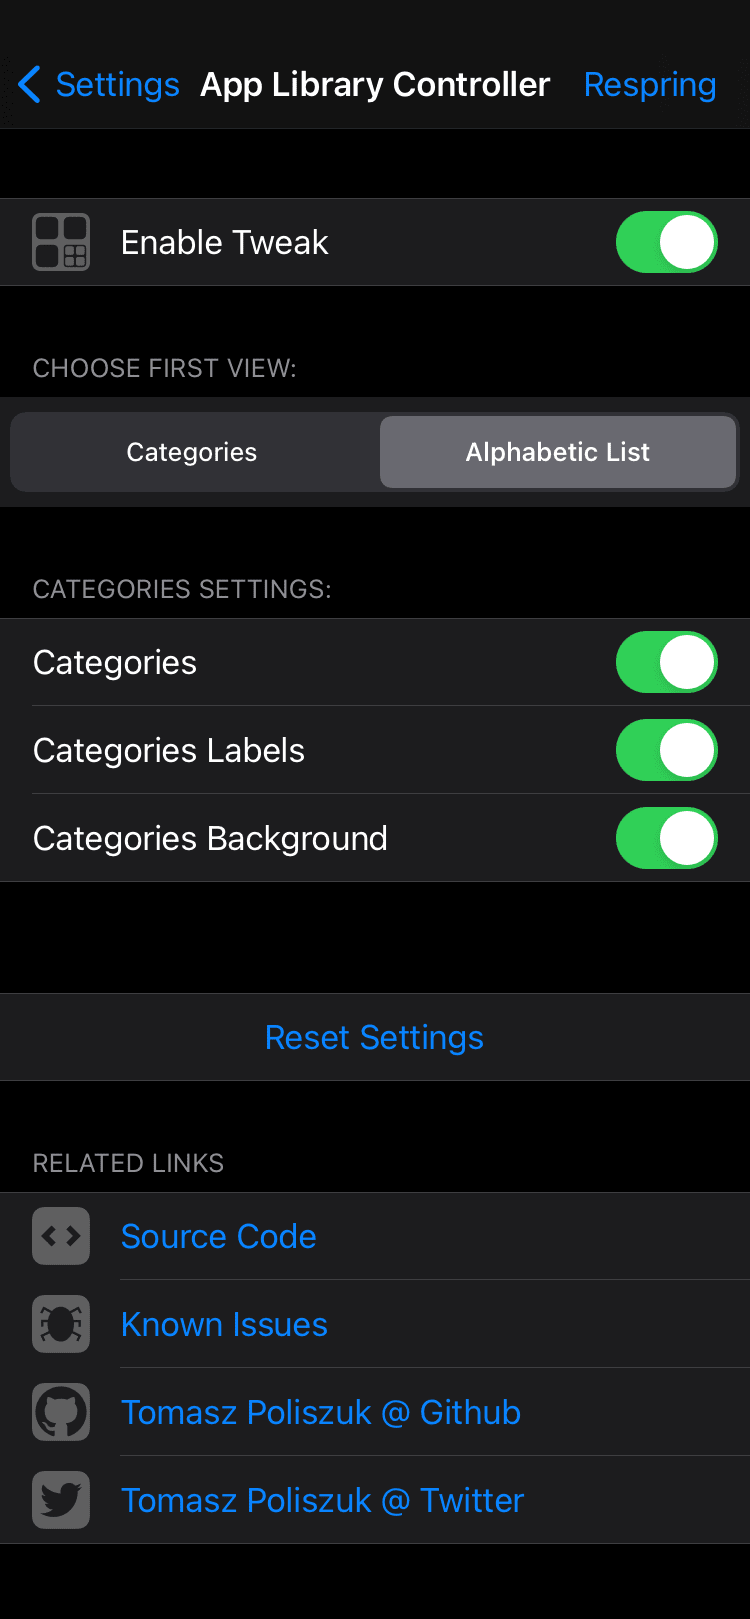 Settings App Library Controller Respring
Enable Tweak
CHOOSE FIRST VIEW:
Categories Alphabetic List
CATEGORIES SETTINGS:
Categories
Categories Labels
Categories Background
Reset Settings
RELATED LINKS
Source Code
Known Issues
Tomasz Poliszuk @ Github
Tomasz Poliszuk @ Twitter